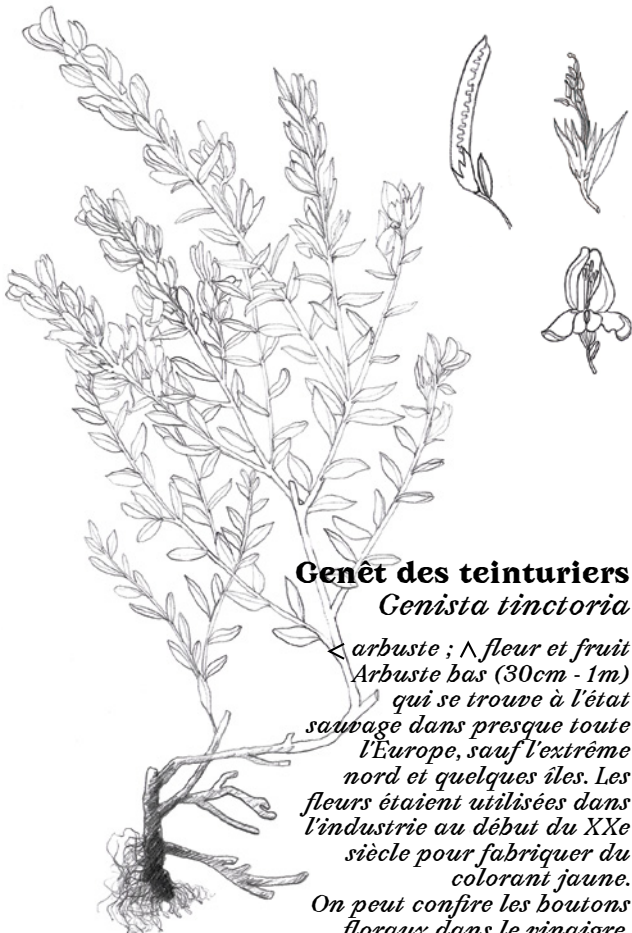 Genêt des teinturiers
Genista tinctoria
< arbuste ; ∧ fleur et fruit
Arbuste bas (30cm - 1m)
qui se trouve à l'état
sauvage dans presque toute
l'Europe, sauf l'extrême
nord et quelques îles. Les
fleurs étaient utilisées dans
l'industrie au début du XXe
siècle pour fabriquer du
colorant jaune.
On peut confire les boutons
floraux dans le vinaigre.